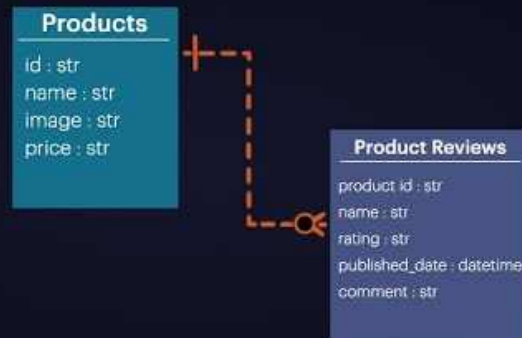 Products
id : str
name : str
image : str
price : str
Product Reviews
product id : str
name : str
rating : str
published_date : datetime
comment : str